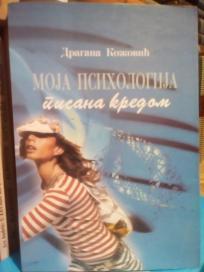 Драгана Кожовић
МОЈА ПСИХОЛОГИЈА
писана кредом